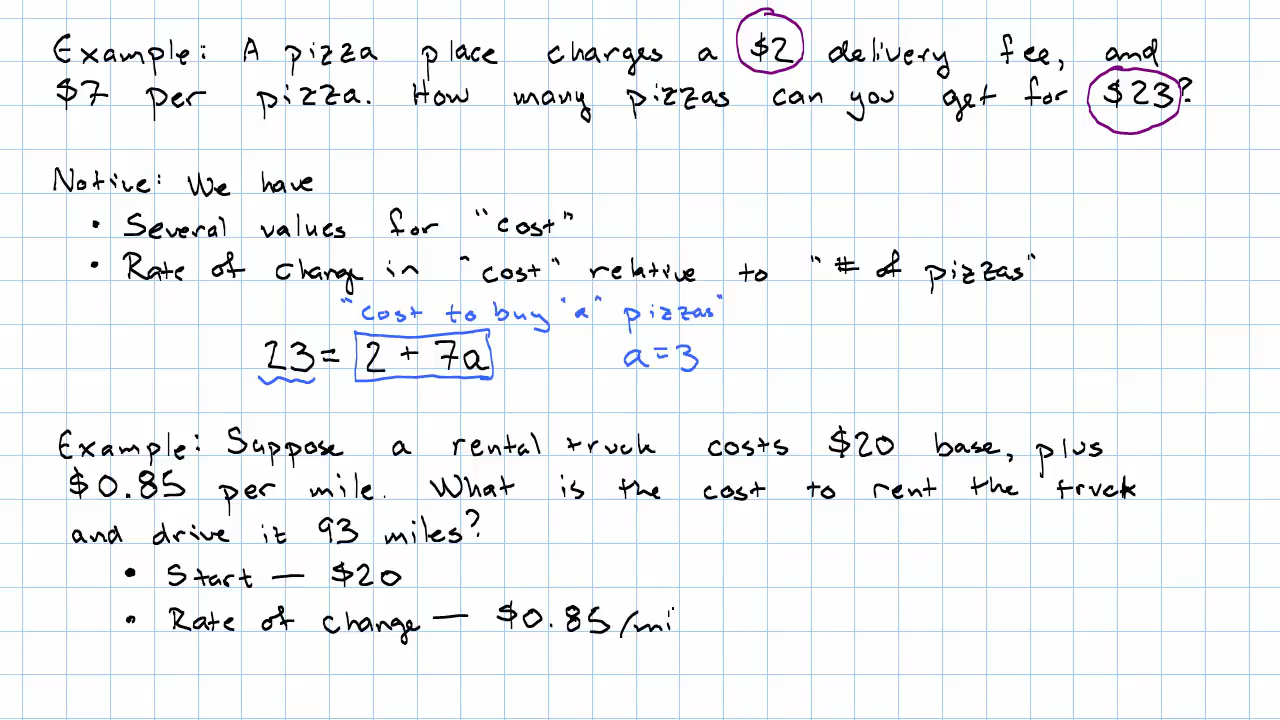 Example: A pizza place charges a $2 delivery fee, and
$7 per pizza. How many pizzas can you get for $23?
Notice: We have
• Several values for "cost"
• Rate of change in "cost" relative to "# of pizzas"
"cost to buy "a" pizzas"
23 = 2 + 7a a = 3
Example: Suppose a rental truck costs $20 base, plus
$0.85 per mile. What is the cost to rent the truck
and drive it 93 miles?
• Start — $20
• Rate of change — $0.85/mi